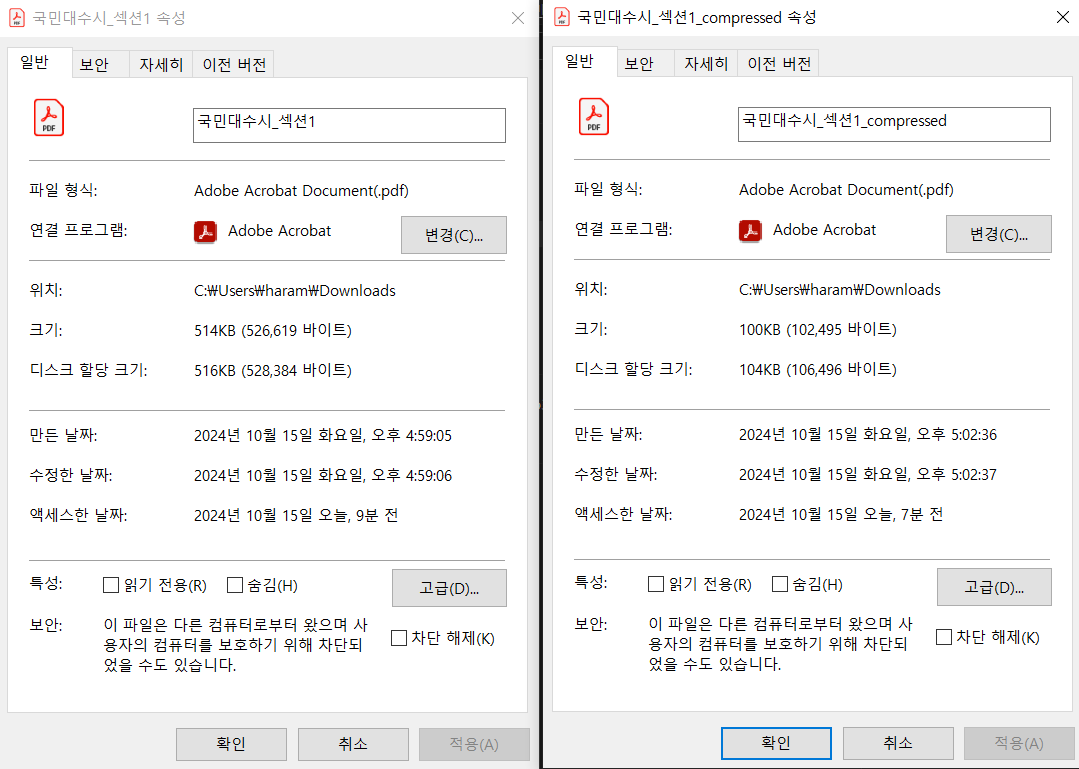 국민대수시_섹션1 속성
일반 보안 자세히 이전 버전
PDF
국민대수시_섹션1
파일 형식: Adobe Acrobat Document(.pdf)
연결 프로그램: Adobe Acrobat 변경(C)...
위치: C:₩Users₩haram₩Downloads
크기: 514KB (526,619 바이트)
디스크 할당 크기: 516KB (528,384 바이트)
만든 날짜: 2024년 10월 15일 화요일, 오후 4:59:05
수정한 날짜: 2024년 10월 15일 화요일, 오후 4:59:06
액세스한 날짜: 2024년 10월 15일 오늘, 9분 전
특성: 읽기 전용(R) 숨김(H) 고급(D)...
보안: 이 파일은 다른 컴퓨터로부터 왔으며 사
용자의 컴퓨터를 보호하기 위해 차단되
었을 수도 있습니다.
차단 해제(K)
확인 취소 적용(A)
국민대수시_섹션1_compressed 속성
일반 보안 자세히 이전 버전
PDF
국민대수시_섹션1_compressed
파일 형식: Adobe Acrobat Document(.pdf)
연결 프로그램: Adobe Acrobat 변경(C)...
위치: C:₩Users₩haram₩Downloads
크기: 100KB (102,495 바이트)
디스크 할당 크기: 104KB (106,496 바이트)
만든 날짜: 2024년 10월 15일 화요일, 오후 5:02:36
수정한 날짜: 2024년 10월 15일 화요일, 오후 5:02:37
액세스한 날짜: 2024년 10월 15일 오늘, 7분 전
특성: 읽기 전용(R) 숨김(H) 고급(D)...
보안: 이 파일은 다른 컴퓨터로부터 왔으며 사
용자의 컴퓨터를 보호하기 위해 차단되
었을 수도 있습니다.
차단 해제(K)
확인 취소 적용(A)